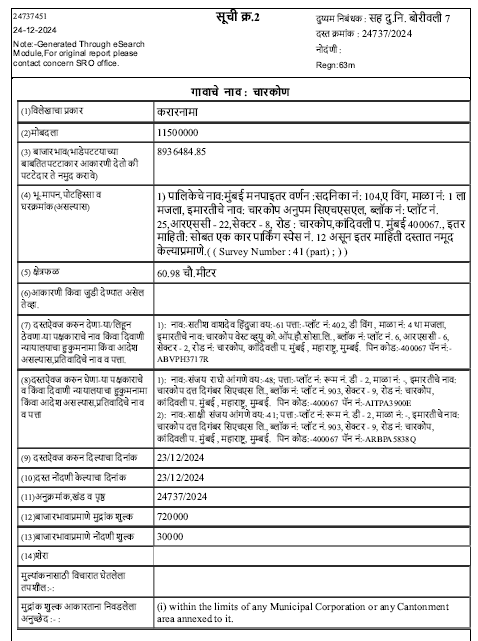 24737451
24-12-2024
Note:-Generated Through eSearch
Module,For original report please
contact concern SRO office.
सूची क्र.2
दुय्यम निबंधक : सह दु.नि. बोरीवली 7
दस्त क्रमांक : 24737/2024
नोदंणी :
Regn:63m
गावाचे नाव : चारकोण
(1)विलेखाचा प्रकार
करारनामा
(2)मोबदला
11500000
(3) बाजारभाव(भाडेपटटयाच्या
बाबतितपटटाकार आकारणी देतो की
पटटेदार ते नमुद करावे)
8936484.85
(4) भू-मापन,पोटहिस्सा व
घरक्रमांक(असल्यास)
1) पालिकेचे नाव:मुंबई मनपाइतर वर्णन :सदनिका नं: 104,ए विंग, माळा नं: 1 ला
मजला, इमारतीचे नाव: चारकोप अनुपम सिएचएसएल, ब्लॉक नं: प्लॉट नं.
25,आरएससी - 22,सेक्टर - 8, रोड : चारकोप,कांदिवली प. मुंबई 400067., इतर
माहिती: सोबत एक कार पार्किंग स्पेस नं. 12 असून इतर माहिती दस्तात नमूद
केल्याप्रमाणे.( ( Survey Number : 41 (part) ; ) )
(5) क्षेत्रफळ
60.98 चौ.मीटर
(6)आकारणी किंवा जुडी देण्यात असेल
तेव्हा.
(7) दस्तऐवज करुन देणा-या/लिहून
ठेवणा-या पक्षकाराचे नाव किंवा दिवाणी
न्यायालयाचा हुकुमनामा किंवा आदेश
असल्यास,प्रतिवादिचे नाव व पत्ता.
1): नाव:-सतीश वाशदेव हिंदुजा वय:-61 पत्ता:-प्लॉट नं: 402, डी विंग , माळा नं: 4 था मजला,
इमारतीचे नाव: चारकोप वेस्ट व्हयू को.ऑप.हौ.सोसा.लि., ब्लॉक नं: प्लॉट नं. 6, आरएससी - 6,
सेक्टर - 2, रोड नं: चारकोप, कांदिवली प. मुंबई , महाराष्ट्र, मुम्बई. पिन कोड:-400067 पॅन नं:-
ABVPH3717R
(8)दस्तऐवज करुन घेणा-या पक्षकाराचे
व किंवा दिवाणी न्यायालयाचा हुकुमनामा
किंवा आदेश असल्यास,प्रतिवादिचे नाव
व पत्ता
1): नाव:-संजय राघो आंगणे वय:-48; पत्ता:-प्लॉट नं: रूम नं. डी - 2, माळा नं: -, इमारतीचे नाव:
चारकोप दत्त दिगंबर सिएचएस लि., ब्लॉक नं: प्लॉट नं. 903, सेक्टर - 9, रोड नं: चारकोप,
कांदिवली प. मुंबई , महाराष्ट्र, मुम्बई. पिन कोड:-400067 पॅन नं:-AITPA3900E
2): नाव:-साक्षी संजय आंगणे वय:-41; पत्ता:-प्लॉट नं: रूम नं. डी - 2, माळा नं: -, इमारतीचे नाव:
चारकोप दत्त दिगंबर सिएचएस लि., ब्लॉक नं: प्लॉट नं. 903, सेक्टर - 9, रोड नं: चारकोप,
कांदिवली प. मुंबई , महाराष्ट्र, मुम्बई. पिन कोड:-400067 पॅन नं:-ARBPA5838Q
(9) दस्तऐवज करुन दिल्याचा दिनांक
23/12/2024
(10)दस्त नोंदणी केल्याचा दिनांक
23/12/2024
(11)अनुक्रमांक,खंड व पृष्ठ
24737/2024
(12)बाजारभावाप्रमाणे मुद्रांक शुल्क
720000
(13)बाजारभावाप्रमाणे नोंदणी शुल्क
30000
(14)शेरा
मुल्यांकनासाठी विचारात घेतलेला
तपशील:-:
मुद्रांक शुल्क आकारताना निवडलेला
अनुच्छेद :- :
(i) within the limits of any Municipal Corporation or any Cantonment
area annexed to it.